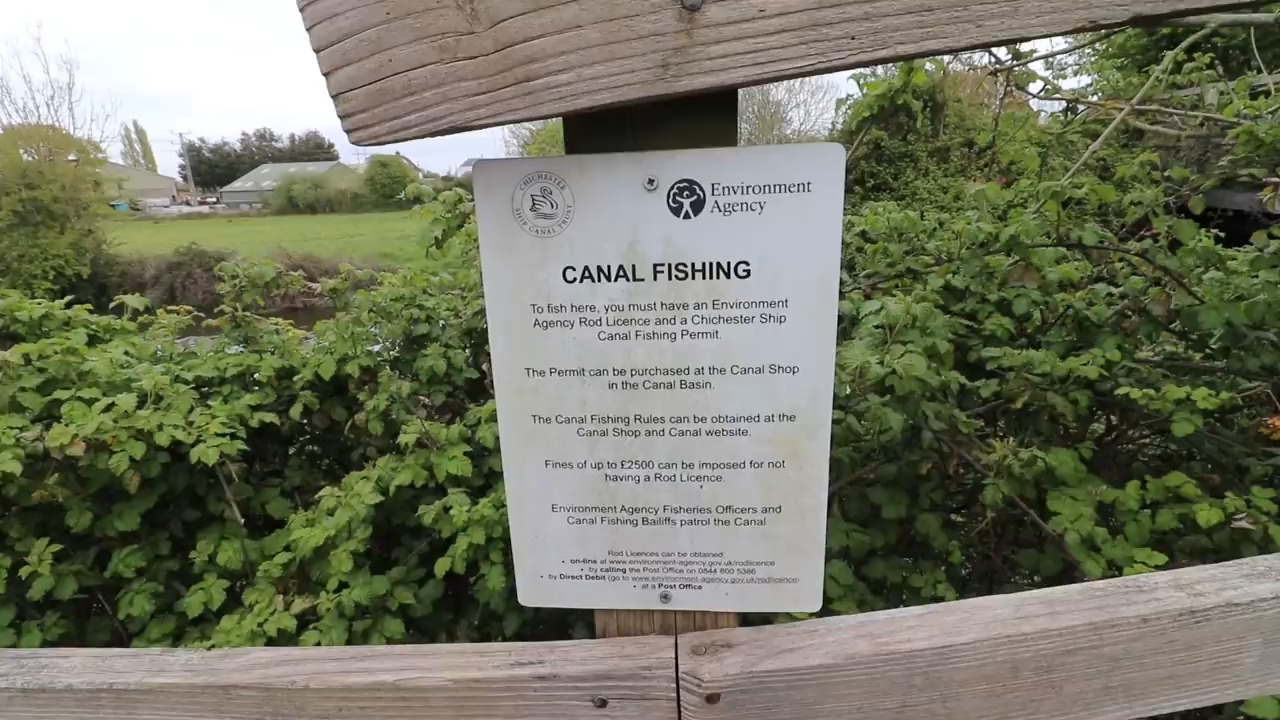 CHICHESTER
SHIP CANAL TRUST
Environment
Agency
CANAL FISHING
To fish here, you must have an Environment
Agency Rod Licence and a Chichester Ship
Canal Fishing Permit.
The Permit can be purchased at the Canal Shop
in the Canal Basin.
The Canal Fishing Rules can be obtained at the
Canal Shop and Canal website.
Fines of up to £2500 can be imposed for not
having a Rod Licence.
Environment Agency Fisheries Officers and
Canal Fishing Bailiffs patrol the Canal
Rod Licences can be obtained:
• on-line at www.environment-agency.gov.uk/rodlicence
• by calling the Post Office on 0844 800 5386
• by Direct Debit (go to www.environment-agency.gov.uk/rodlicence)
• at a Post Office